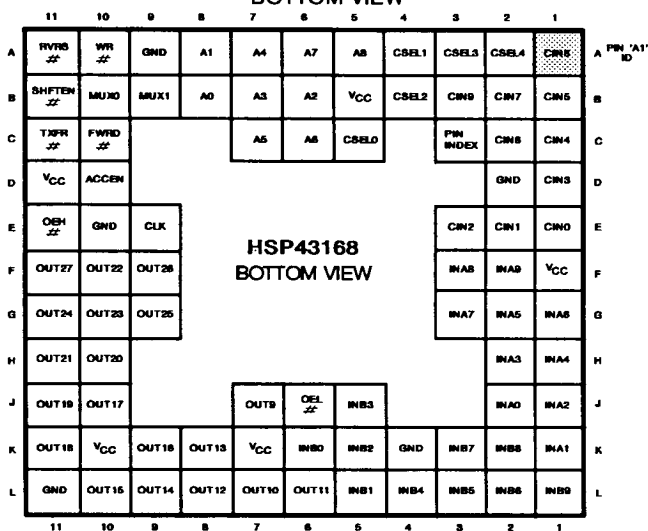 BOTTOM VIEW
11 10 9 8 7 6 5 4 3 2 1
A RVRS # WR # GND A1 A4 A7 A8 CSEL1 CSEL3 CSEL4 CIN8 A PIN 'A1' ID
B SHFTEN # MUX0 MUX1 A0 A3 A2 VCC CSEL2 CIN9 CIN7 CIN5 B
C TXFR # FWRD # A5 A6 CSEL0 PIN INDEX CIN6 CIN4 C
D VCC ACCEN GND CIN3 D
E OEH # GND CLK CIN2 CIN1 CIN0 E
HSP43168
F OUT27 OUT22 OUT26 BOTTOM VIEW INA8 INA9 VCC F
G OUT24 OUT23 OUT25 INA7 INA5 INA6 G
H OUT21 OUT20 INA3 INA4 H
J OUT19 OUT17 OUT9 OEL # INB3 INA0 INA2 J
K OUT18 VCC OUT16 OUT13 VCC INB0 INB2 GND INB7 INB8 INA1 K
L GND OUT15 OUT14 OUT12 OUT10 OUT11 INB1 INB4 INB5 INB6 INB9 L
11 10 9 8 7 6 5 4 3 2 1